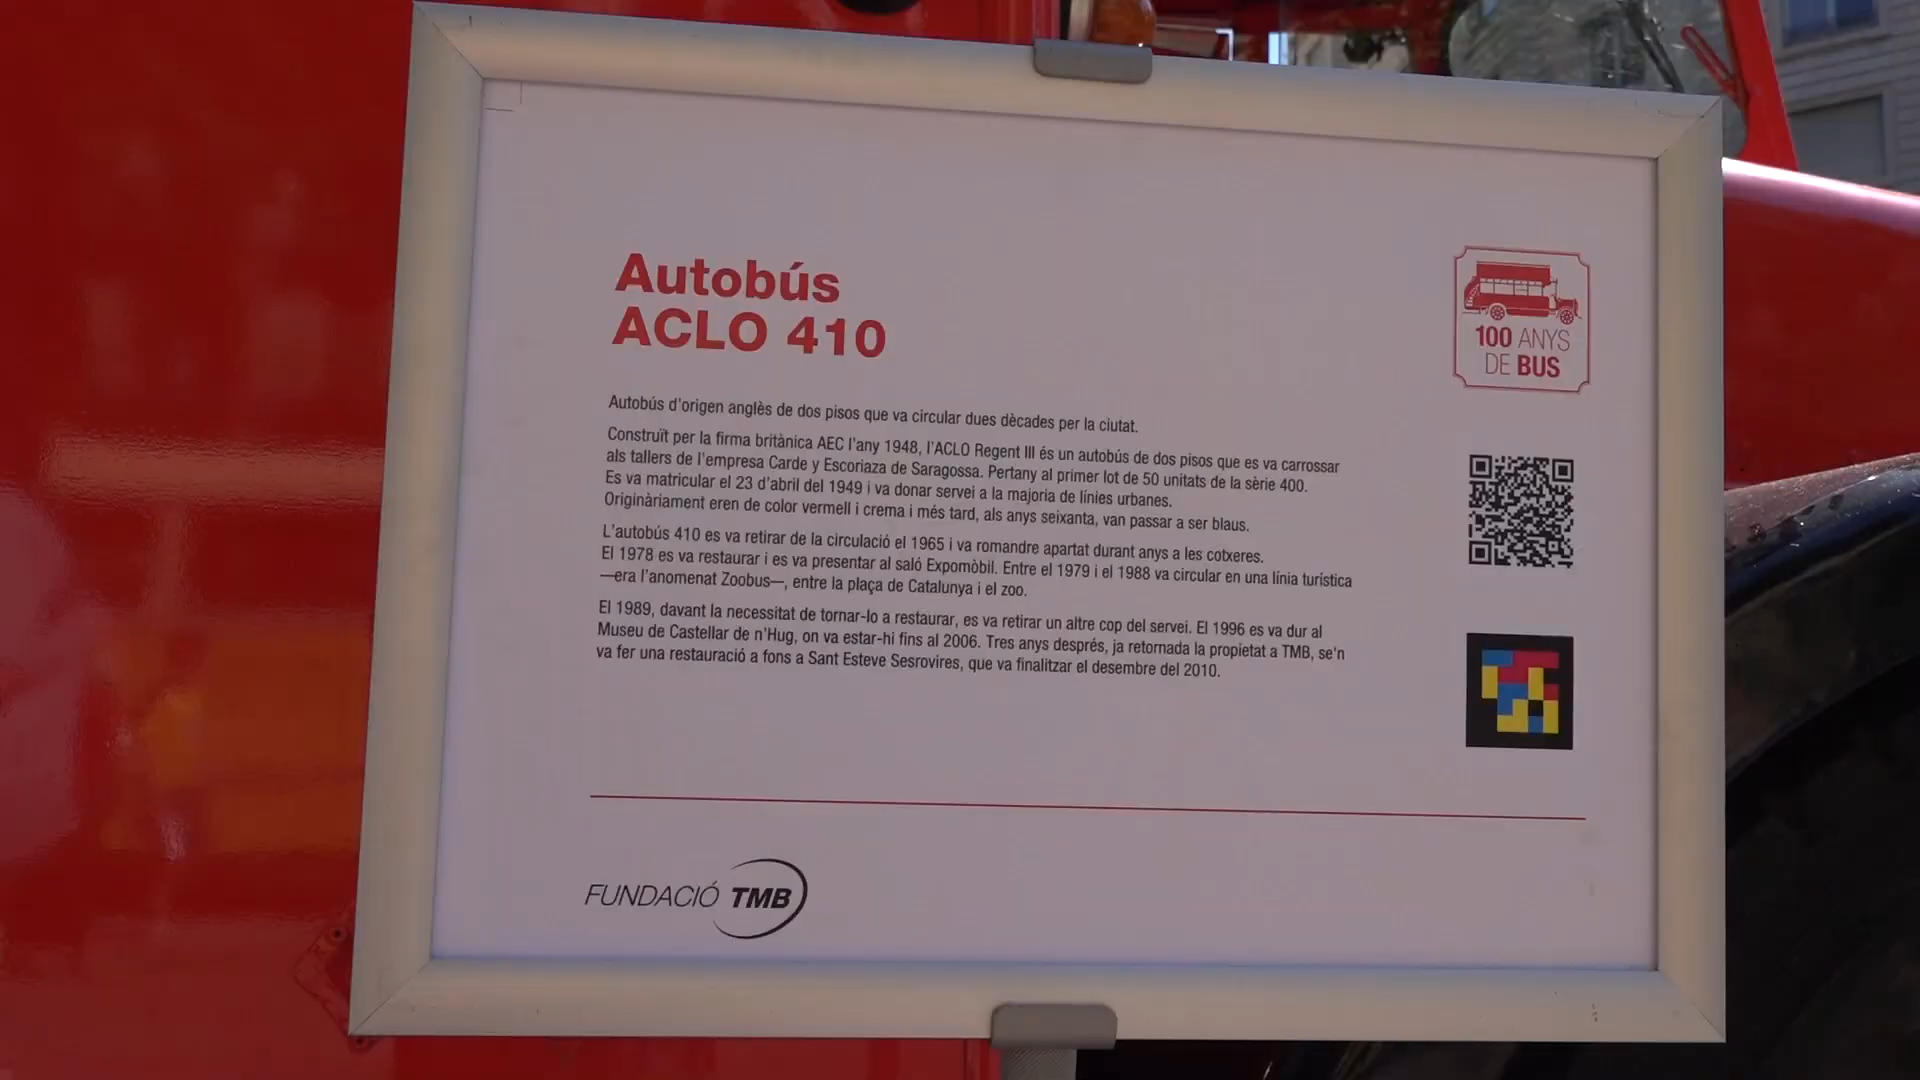 Autobús
ACLO 410
100 ANYS
DE BUS
Autobús d'origen anglès de dos pisos que va circular dues dècades per la ciutat.
Construït per la firma britànica AEC l'any 1948, l'ACLO Regent III és un autobús de dos pisos que es va carrossar
als tallers de l'empresa Carde y Escoriaza de Saragossa. Pertany al primer lot de 50 unitats de la sèrie 400.
Es va matricular el 23 d'abril del 1949 i va donar servei a la majoria de línies urbanes.
Originàriament eren de color vermell i crema i més tard, als anys seixanta, van passar a ser blaus.
L'autobús 410 es va retirar de la circulació el 1965 i va romandre apartat durant anys a les cotxeres.
El 1978 es va restaurar i es va presentar al saló Expomòbil. Entre el 1979 i el 1988 va circular en una línia turística
—era l'anomenat Zoobus—, entre la plaça de Catalunya i el zoo.
El 1989, davant la necessitat de tornar-lo a restaurar, es va retirar un altre cop del servei. El 1996 es va dur al
Museu de Castellar de n'Hug, on va estar-hi fins al 2006. Tres anys després, ja retornada la propietat a TMB, se'n
va fer una restauració a fons a Sant Esteve Sesrovires, que va finalitzar el desembre del 2010.
FUNDACIÓ TMB